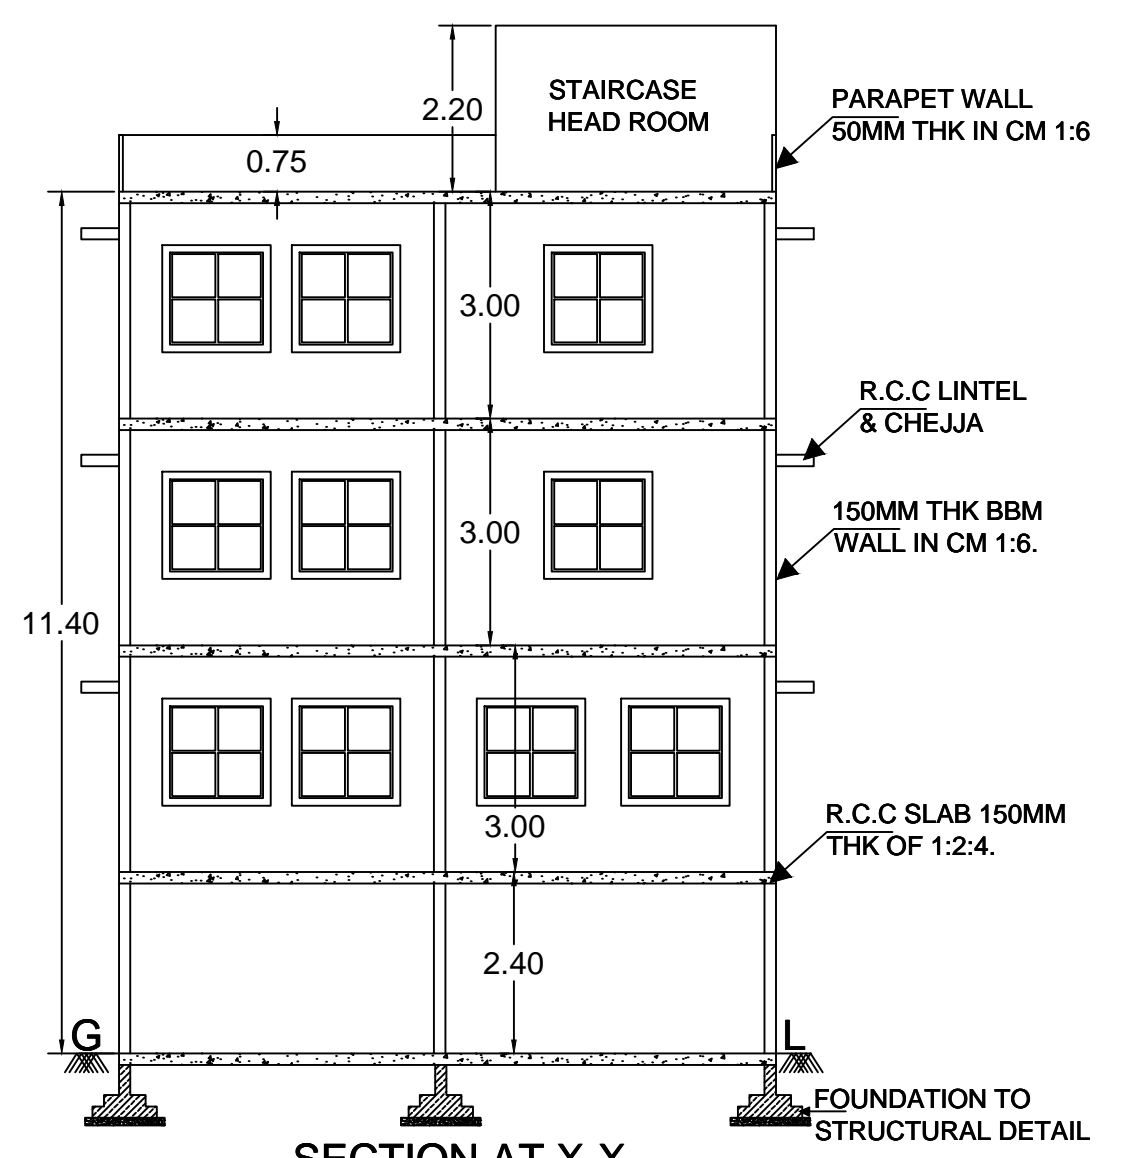 STAIRCASE
HEAD ROOM
2.20
PARAPET WALL
50MM THK IN CM 1:6
0.75
3.00
R.C.C LINTEL
& CHEJJA
150MM THK BBM
WALL IN CM 1:6.
3.00
11.40
R.C.C SLAB 150MM
THK OF 1:2:4.
3.00
2.40
G
L
FOUNDATION TO
STRUCTURAL DETAIL
SECTION AT X-X